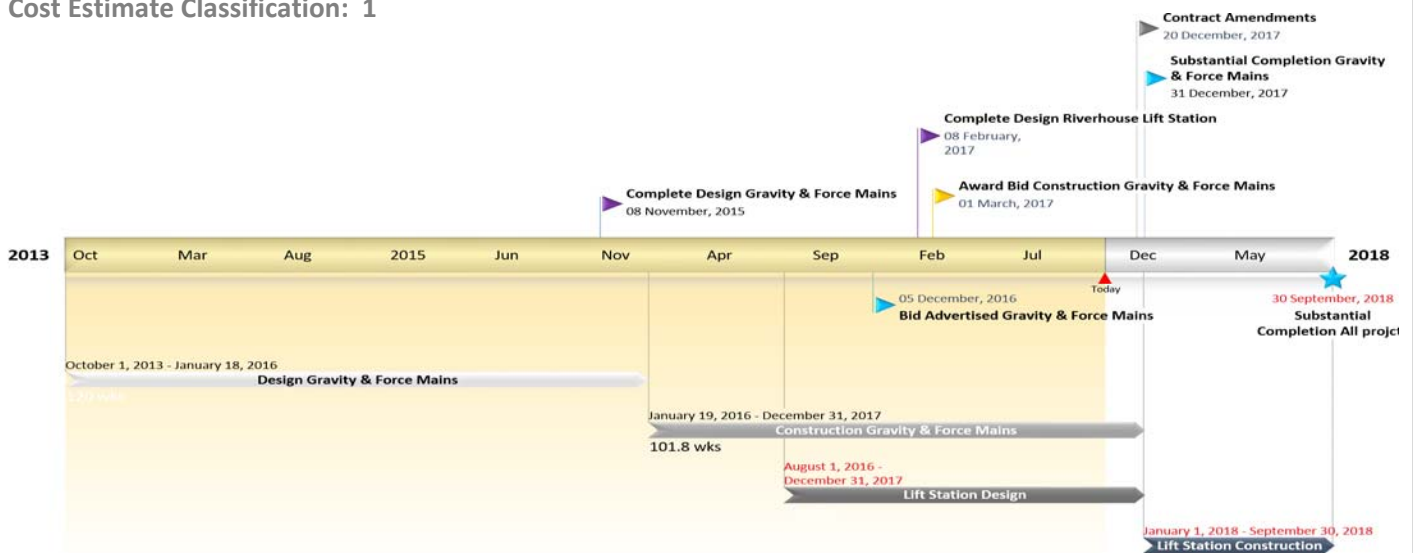 Cost Estimate Classification: 1
Contract Amendments
20 December, 2017
Substantial Completion Gravity
& Force Mains
31 December, 2017
Complete Design Riverhouse Lift Station
08 February,
2017
Complete Design Gravity & Force Mains
08 November, 2015
Award Bid Construction Gravity & Force Mains
01 March, 2017
2013 Oct Mar Aug 2015 Jun Nov Apr Sep Feb Jul Dec May 2018
Today
05 December, 2016
Bid Advertised Gravity & Force Mains
30 September, 2018
Substantial
Completion All projct
October 1, 2013 - January 18, 2016
Design Gravity & Force Mains
120 wks
January 19, 2016 - December 31, 2017
Construction Gravity & Force Mains
101.8 wks
August 1, 2016 -
December 31, 2017
Lift Station Design
January 1, 2018 - September 30, 2018
Lift Station Construction